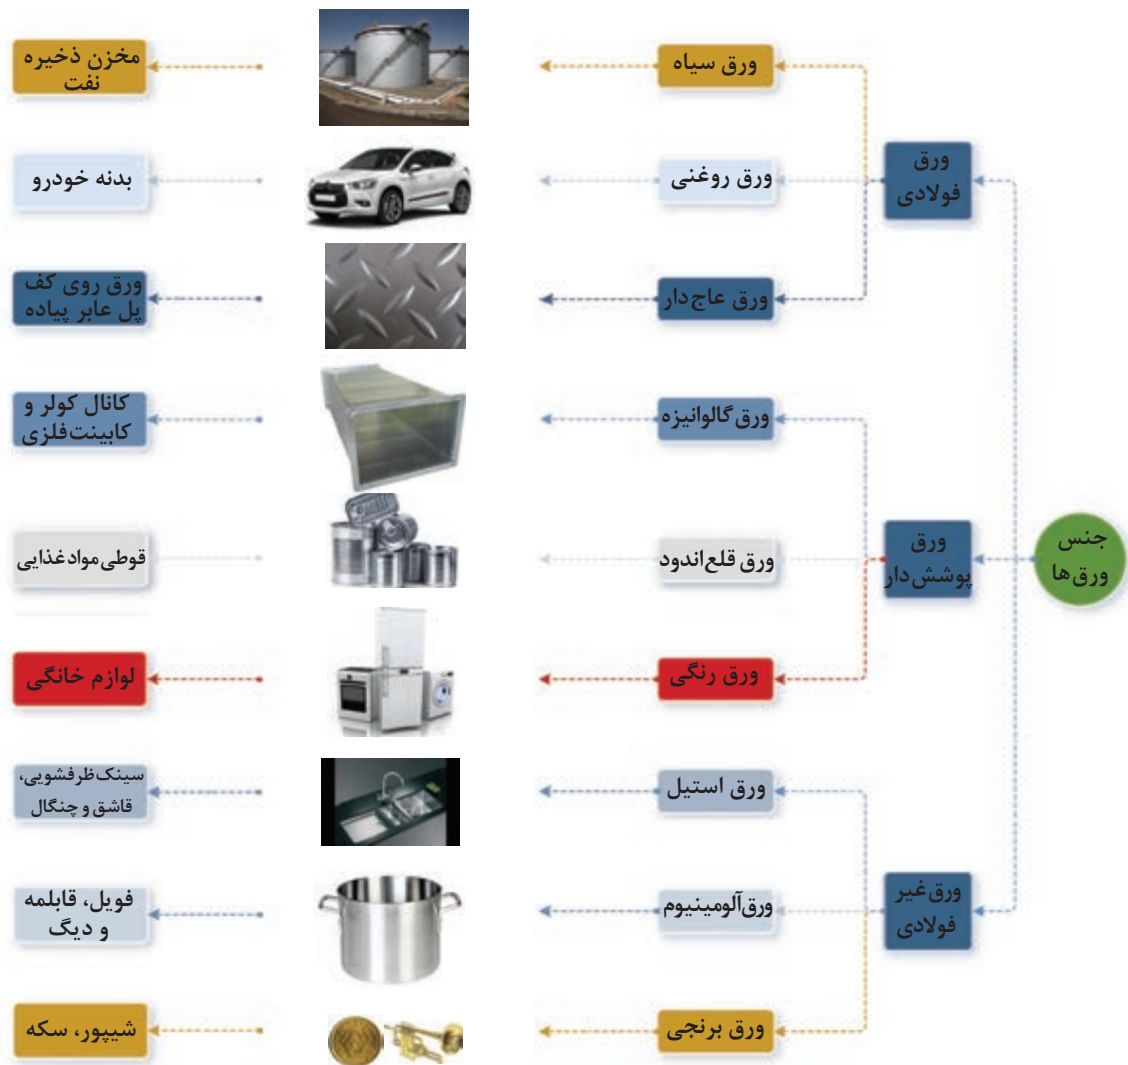 جنس
ورق‌ها
ورق
فولادی
ورق سیاه
مخزن ذخیره
نفت
ورق روغنی
بدنه خودرو
ورق عاج‌دار
ورق روی کف
پل عابر پیاده
ورق
پوشش‌دار
ورق گالوانیزه
کانال کولر و
کابینت فلزی
ورق قلع‌اندود
قوطی مواد غذایی
ورق رنگی
لوازم خانگی
ورق غیر
فولادی
ورق استیل
سینک ظرفشویی،
قاشق و چنگال
ورق آلومینیوم
فویل، قابلمه
و دیگ
ورق برنجی
شیپور، سکه